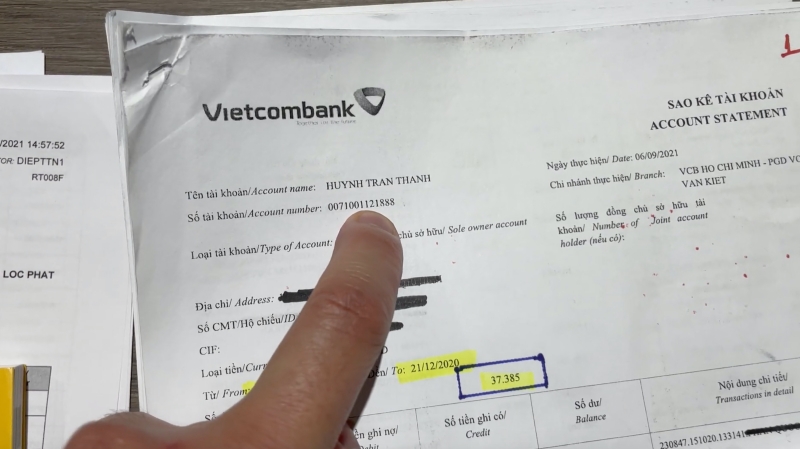 1
Vietcombank
SAO KÊ TÀI KHOẢN
ACCOUNT STATEMENT
/2021 14:57:52
TOR: DIEPTTN1
RT008F
LOC PHAT
Ngày thực hiện/ Date: 06/09/2021
Chi nhánh thực hiện/ Branch: VCB HO CHI MINH - PGD VO
VAN KIET
Số lượng đồng chủ sở hữu tài
khoản/ Number of Joint account
holder (nếu có):
Tên tài khoản/Account name: HUYNH TRAN THANH
Số tài khoản/Account number: 0071001121888
Loại tài khoản/Type of Account: chủ sở hữu/ Sole owner account
Địa chỉ/ Address:
Số CMT/Hộ chiếu/ID
CIF:
Loại tiền/Curr
Từ/ From: Đến/ To: 21/12/2020
37.385
ghi nợ/
Số tiền ghi có/
Credit
Số dư/
Balance
Nội dung chi tiết/
Transactions in detail
230847.151020.133141